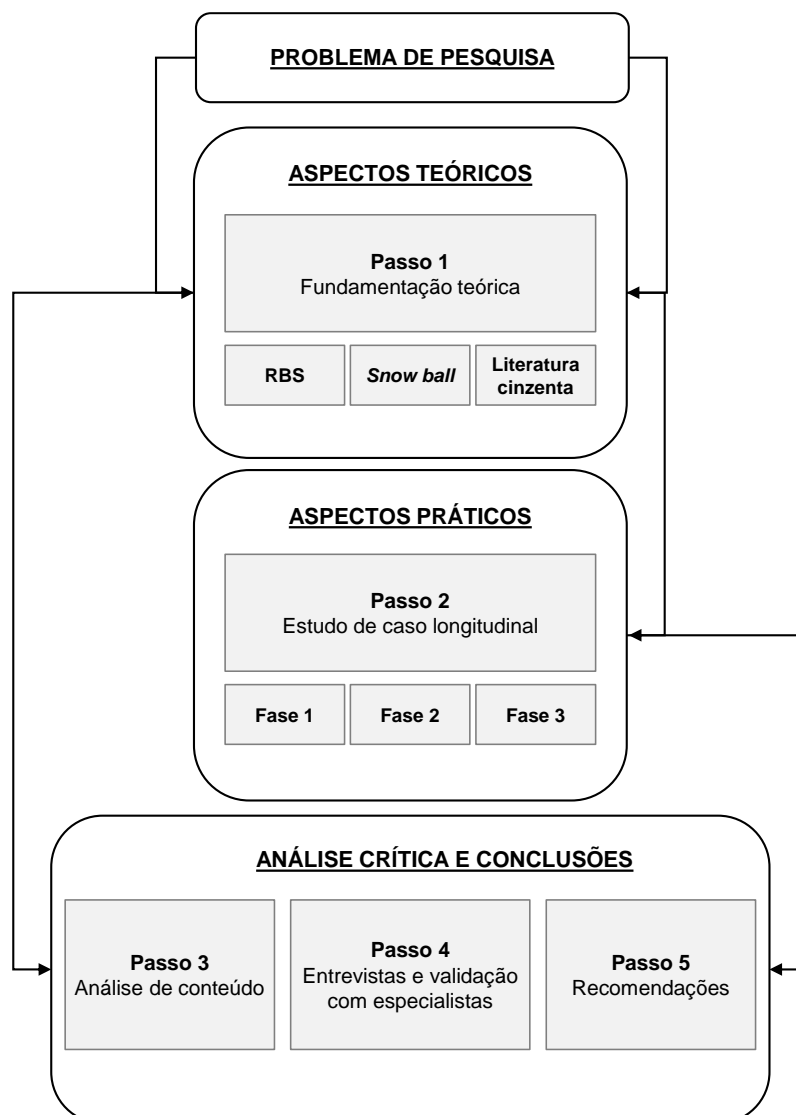 PROBLEMA DE PESQUISA
ASPECTOS TEÓRICOS
Passo 1
Fundamentação teórica
RBS
Snow ball
Literatura
cinzenta
ASPECTOS PRÁTICOS
Passo 2
Estudo de caso longitudinal
Fase 1
Fase 2
Fase 3
ANÁLISE CRÍTICA E CONCLUSÕES
Passo 3
Análise de conteúdo
Passo 4
Entrevistas e validação
com especialistas
Passo 5
Recomendações